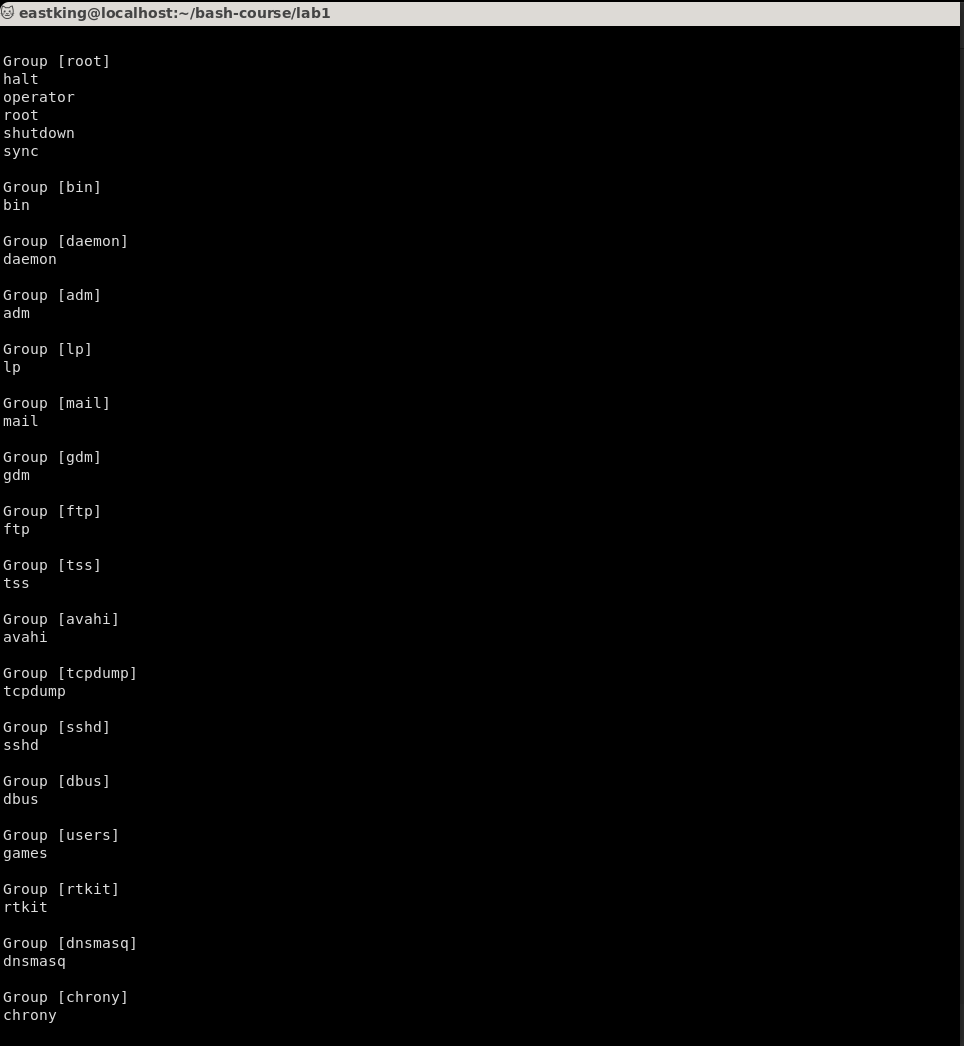 eastking@localhost:~/bash-course/lab1
Group [root]
halt
operator
root
shutdown
sync
Group [bin]
bin
Group [daemon]
daemon
Group [adm]
adm
Group [lp]
lp
Group [mail]
mail
Group [gdm]
gdm
Group [ftp]
ftp
Group [tss]
tss
Group [avahi]
avahi
Group [tcpdump]
tcpdump
Group [sshd]
sshd
Group [dbus]
dbus
Group [users]
games
Group [rtkit]
rtkit
Group [dnsmasq]
dnsmasq
Group [chrony]
chrony